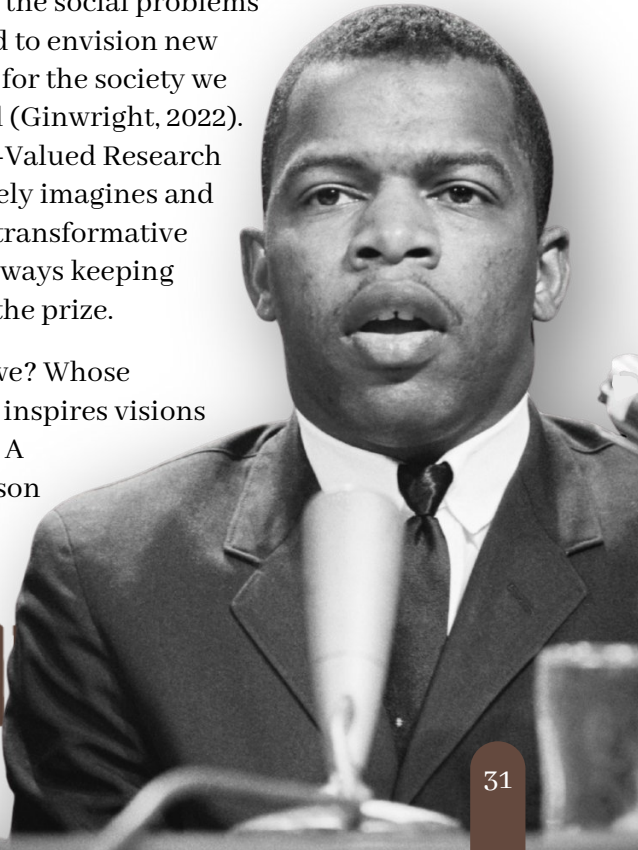 the social problems
to envision new
for the society we
(Ginwright, 2022).
-Valued Research
imagines and
transformative
keeping
the prize.
we? Whose
inspires visions
A
31